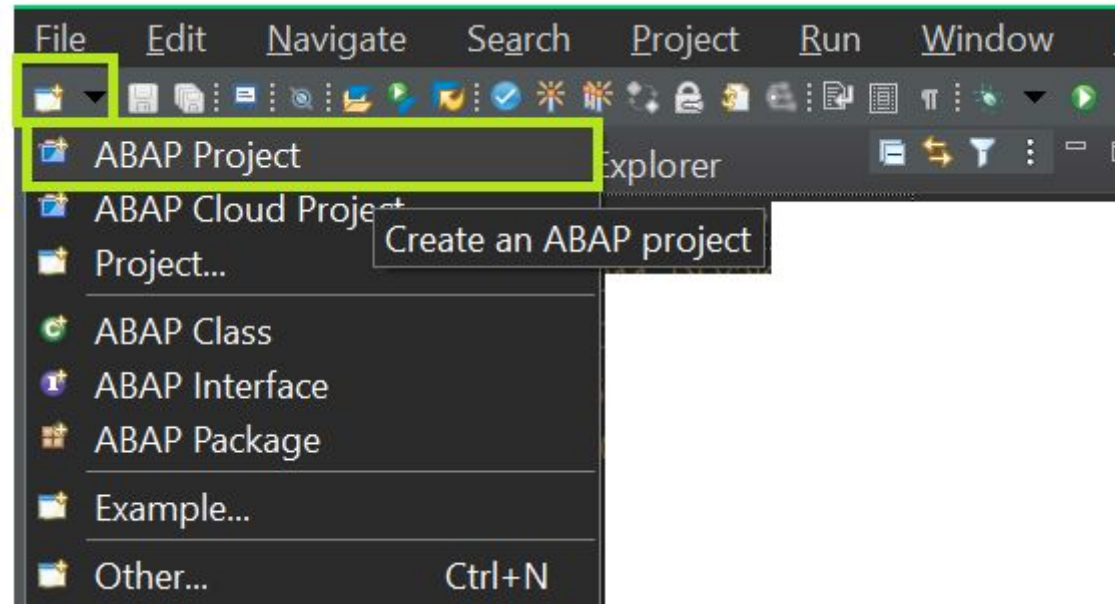 File Edit Navigate Search Project Run Window
ABAP Project
Explorer
ABAP Cloud Project
Create an ABAP project
Project...
ABAP Class
ABAP Interface
ABAP Package
Example...
Other... Ctrl+N